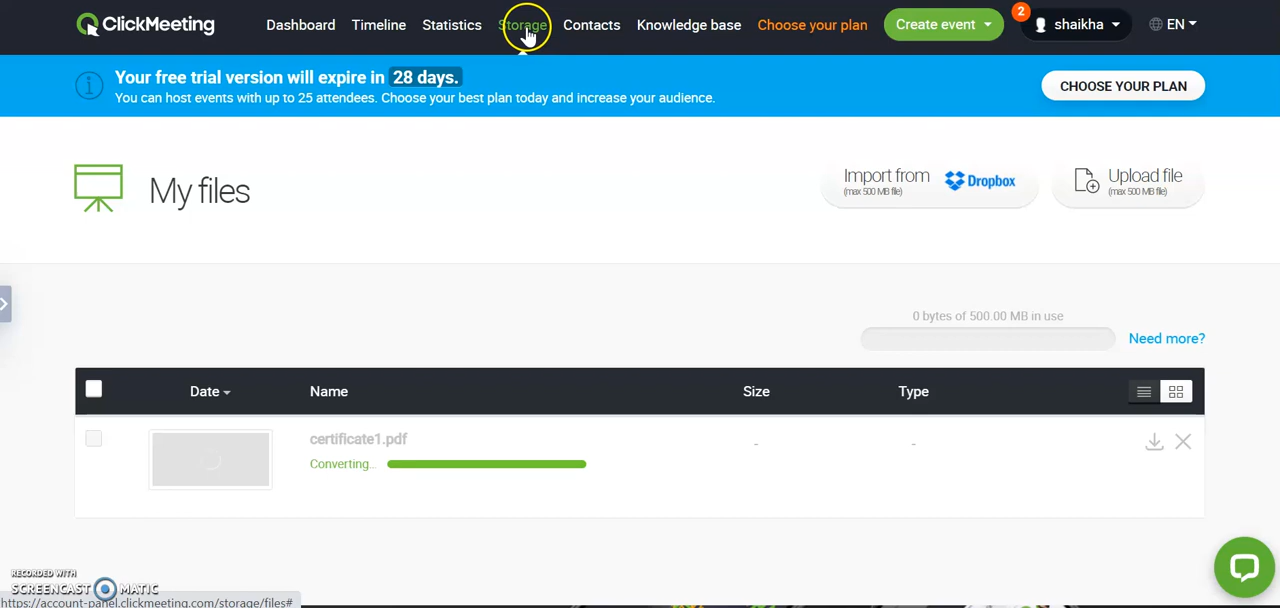 ClickMeeting Dashboard Timeline Statistics Storage Contacts Knowledge base Choose your plan Create event 2 shaikha EN
Your free trial version will expire in 28 days.
You can host events with up to 25 attendees. Choose your best plan today and increase your audience.
CHOOSE YOUR PLAN
My files
Import from Dropbox
(max 500 MB file)
Upload file
(max 500 MB file)
0 bytes of 500.00 MB in use
Need more?
Date Name Size Type
certificate1.pdf - -
Converting...
RECORDED WITH
SCREENCAST MATIC
https://account-panel.clickmeeting.com/storage/files#